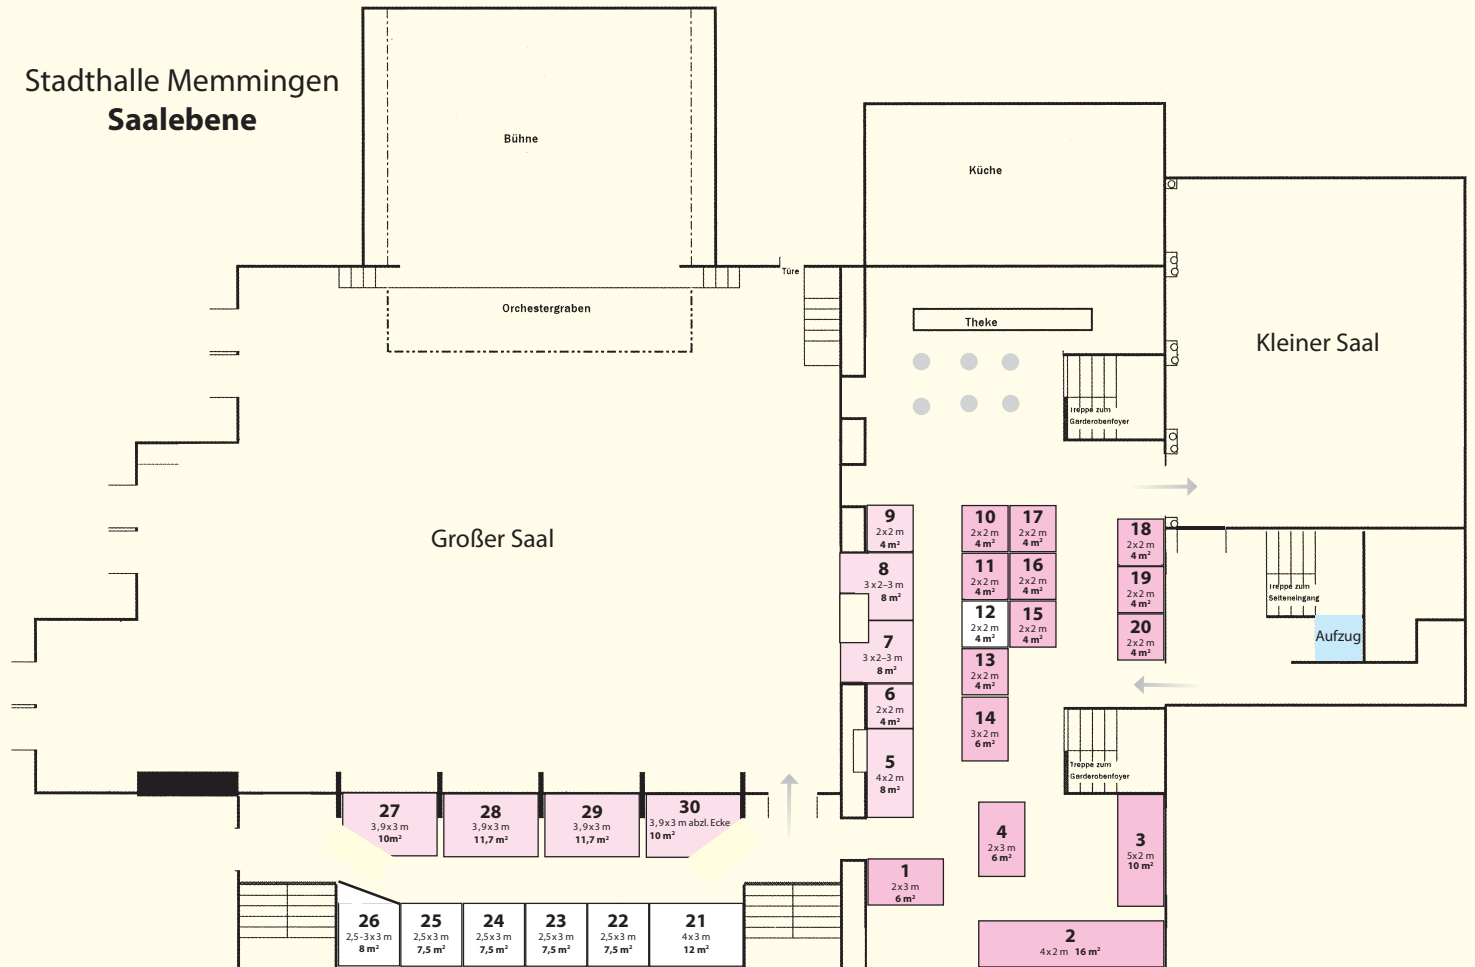 Stadthalle Memmingen
Saalebene
Bühne
Küche
Türe
Orchestergraben
Theke
Kleiner Saal
Treppe zum
Garderobenfoyer
Großer Saal
9
2x2 m
4 m²
10
2x2 m
4 m²
17
2x2 m
4 m²
18
2x2 m
4 m²
8
3 x 2–3 m
8 m²
11
2x2 m
4 m²
16
2x2 m
4 m²
19
2x2 m
4 m²
Treppe zum
Seiteneingang
12
2x2 m
4 m²
15
2x2 m
4 m²
20
2x2 m
4 m²
Aufzug
7
3 x 2–3 m
8 m²
13
2x2 m
4 m²
6
2x2 m
4 m²
14
3x2 m
6 m²
5
4x2 m
8 m²
Treppe zum
Garderobenfoyer
27
3,9x3 m
10m²
28
3,9x3 m
11,7 m²
29
3,9x3 m
11,7 m²
30
3,9x3 m abzl. Ecke
10 m²
4
2x3 m
6 m²
3
5x2 m
10 m²
1
2x3 m
6 m²
26
2,5-3x3 m
8 m²
25
2,5x3 m
7,5 m²
24
2,5x3 m
7,5 m²
23
2,5x3 m
7,5 m²
22
2,5x3 m
7,5 m²
21
4x3 m
12 m²
2
4x2 m 16 m²